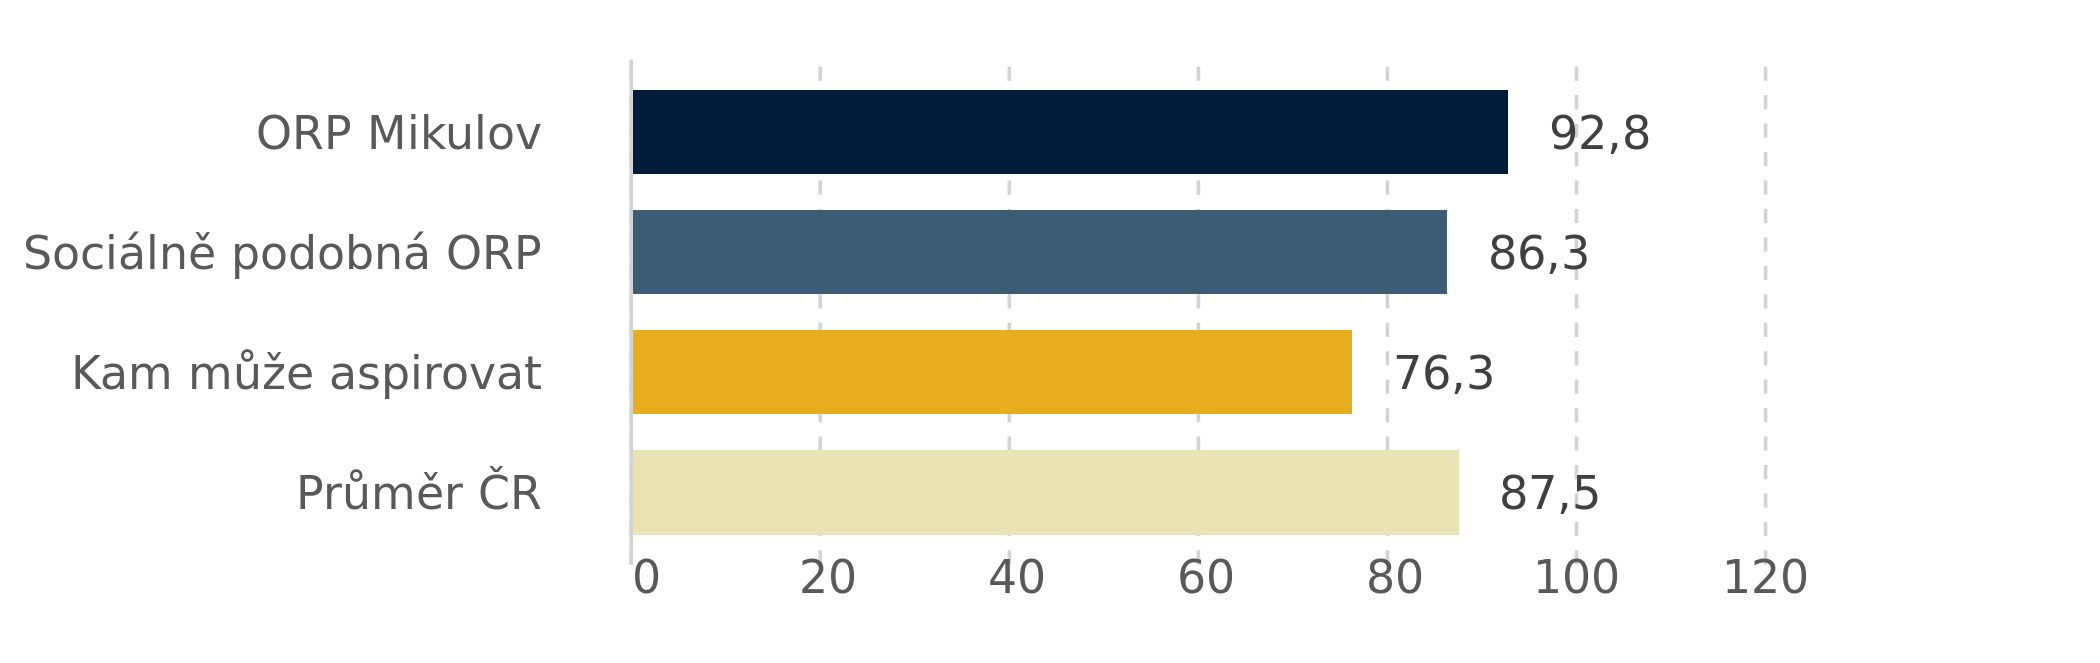 ORP Mikulov 92,8
Sociálně podobná ORP 86,3
Kam může aspirovat 76,3
Průměr ČR 87,5
0 20 40 60 80 100 120